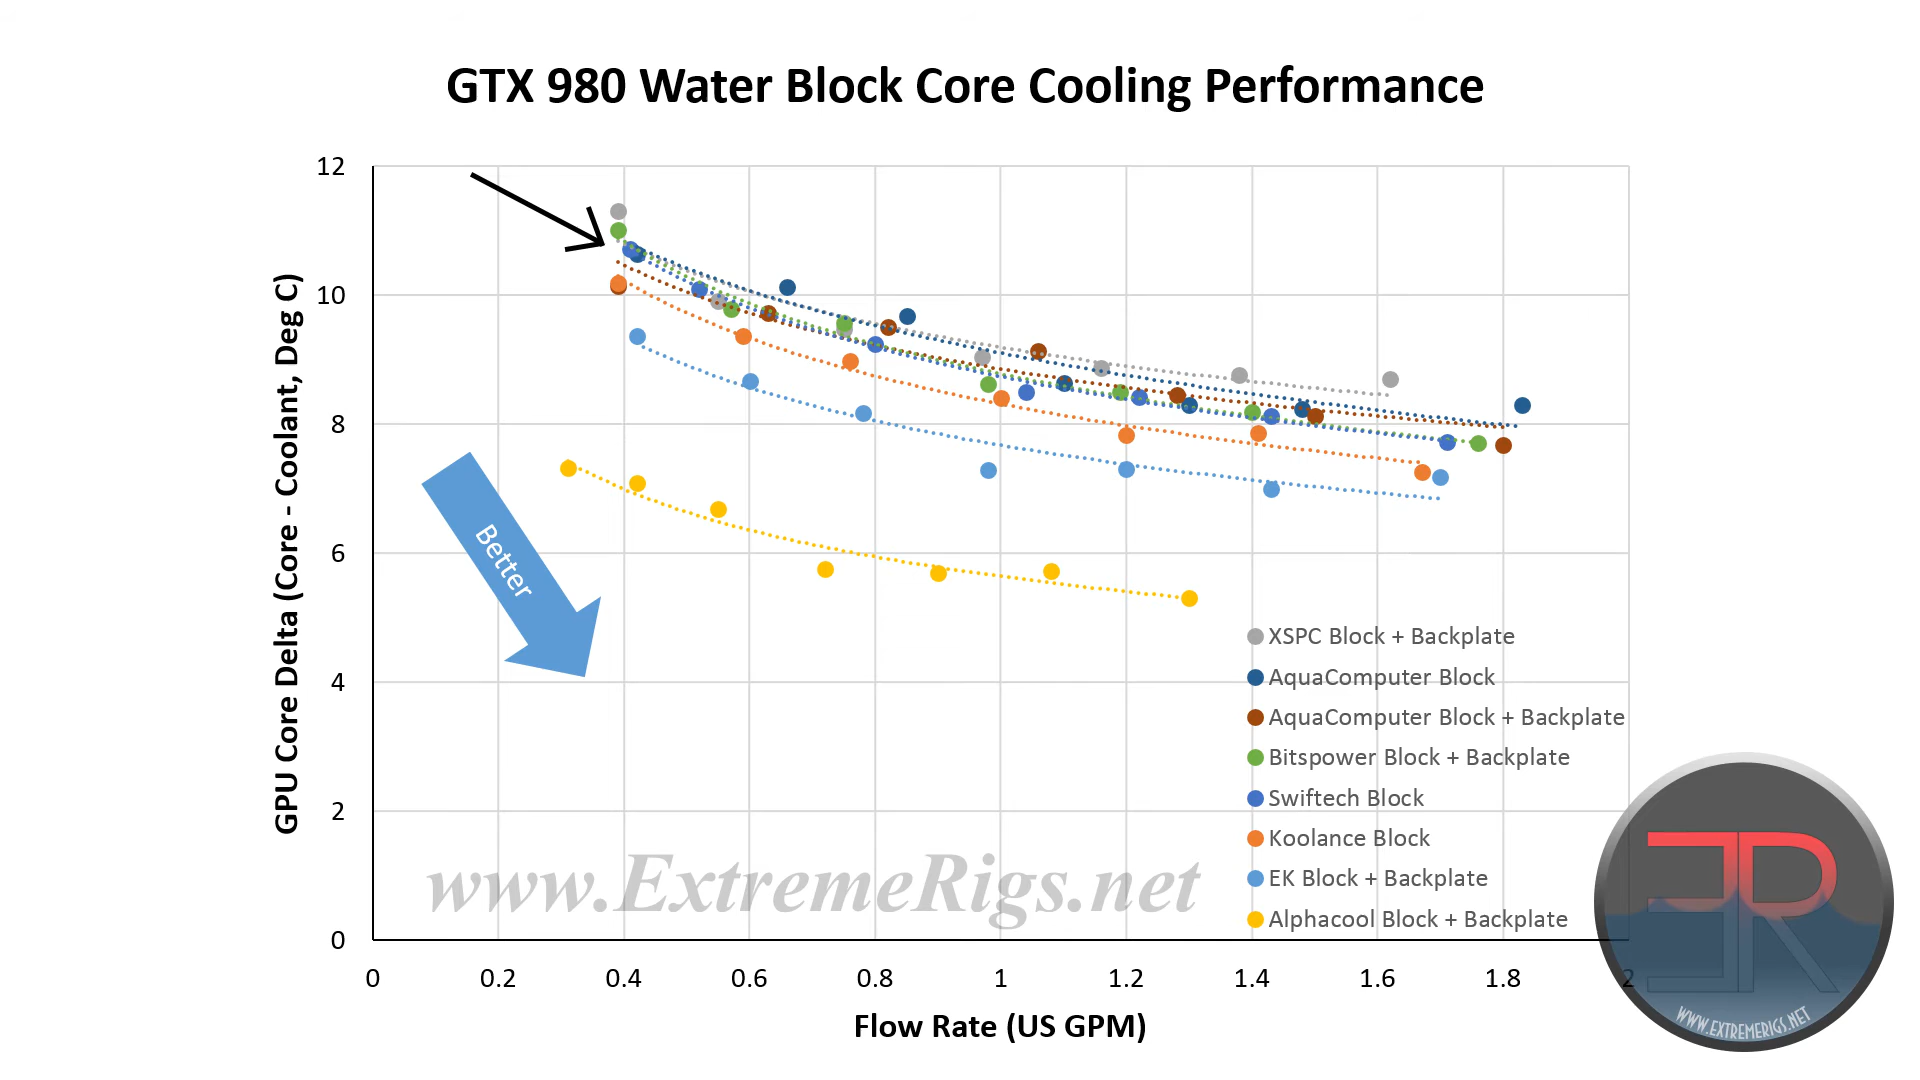 GTX 980 Water Block Core Cooling Performance
12
10
8
6
4
2
0
GPU Core Delta (Core - Coolant, Deg C)
Better
XSPC Block + Backplate
AquaComputer Block
AquaComputer Block + Backplate
Bitspower Block + Backplate
Swiftech Block
Koolance Block
EK Block + Backplate
Alphacool Block + Backplate
www.ExtremeRigs.net
0 0.2 0.4 0.6 0.8 1 1.2 1.4 1.6 1.8 2
Flow Rate (US GPM)
ER
WWW.EXTREMERIGS.NET